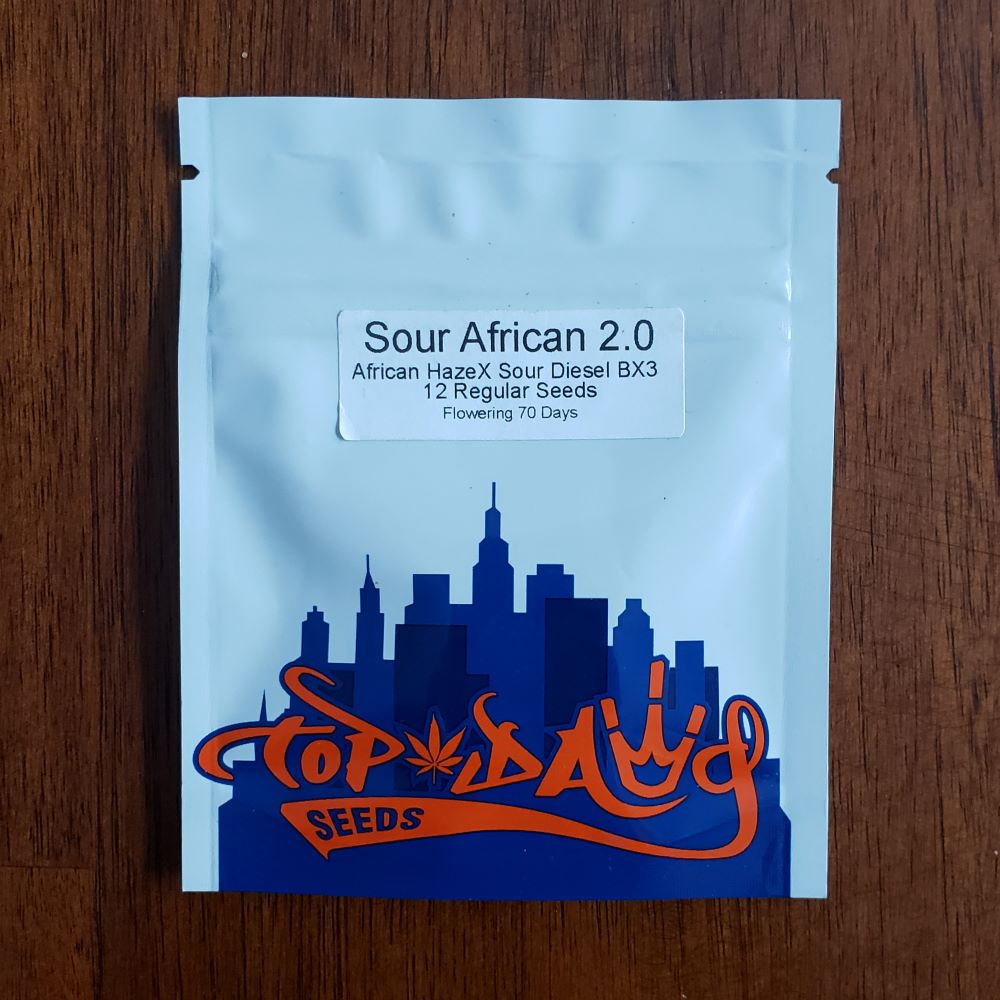 Sour African 2.0
African HazeX Sour Diesel BX3
12 Regular Seeds
Flowering 70 Days
TOP DAWG
SEEDS